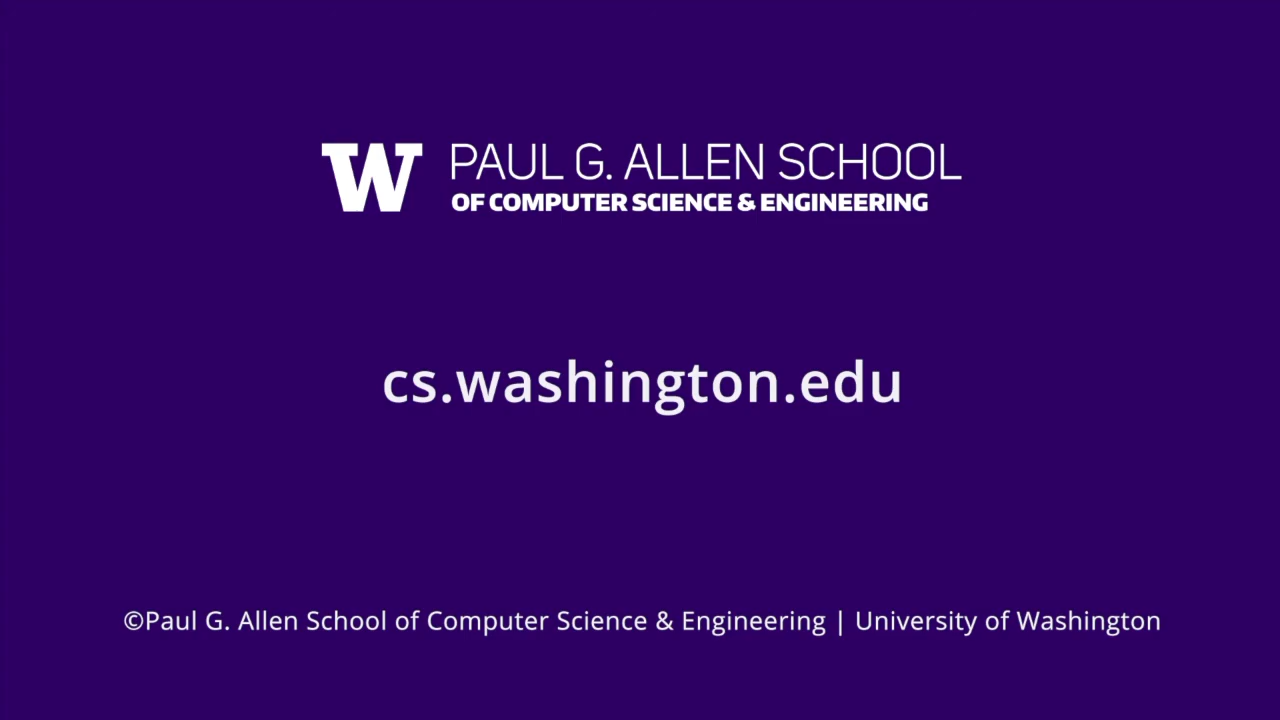 W PAUL G. ALLEN SCHOOL
OF COMPUTER SCIENCE & ENGINEERING
cs.washington.edu
©Paul G. Allen School of Computer Science & Engineering | University of Washington